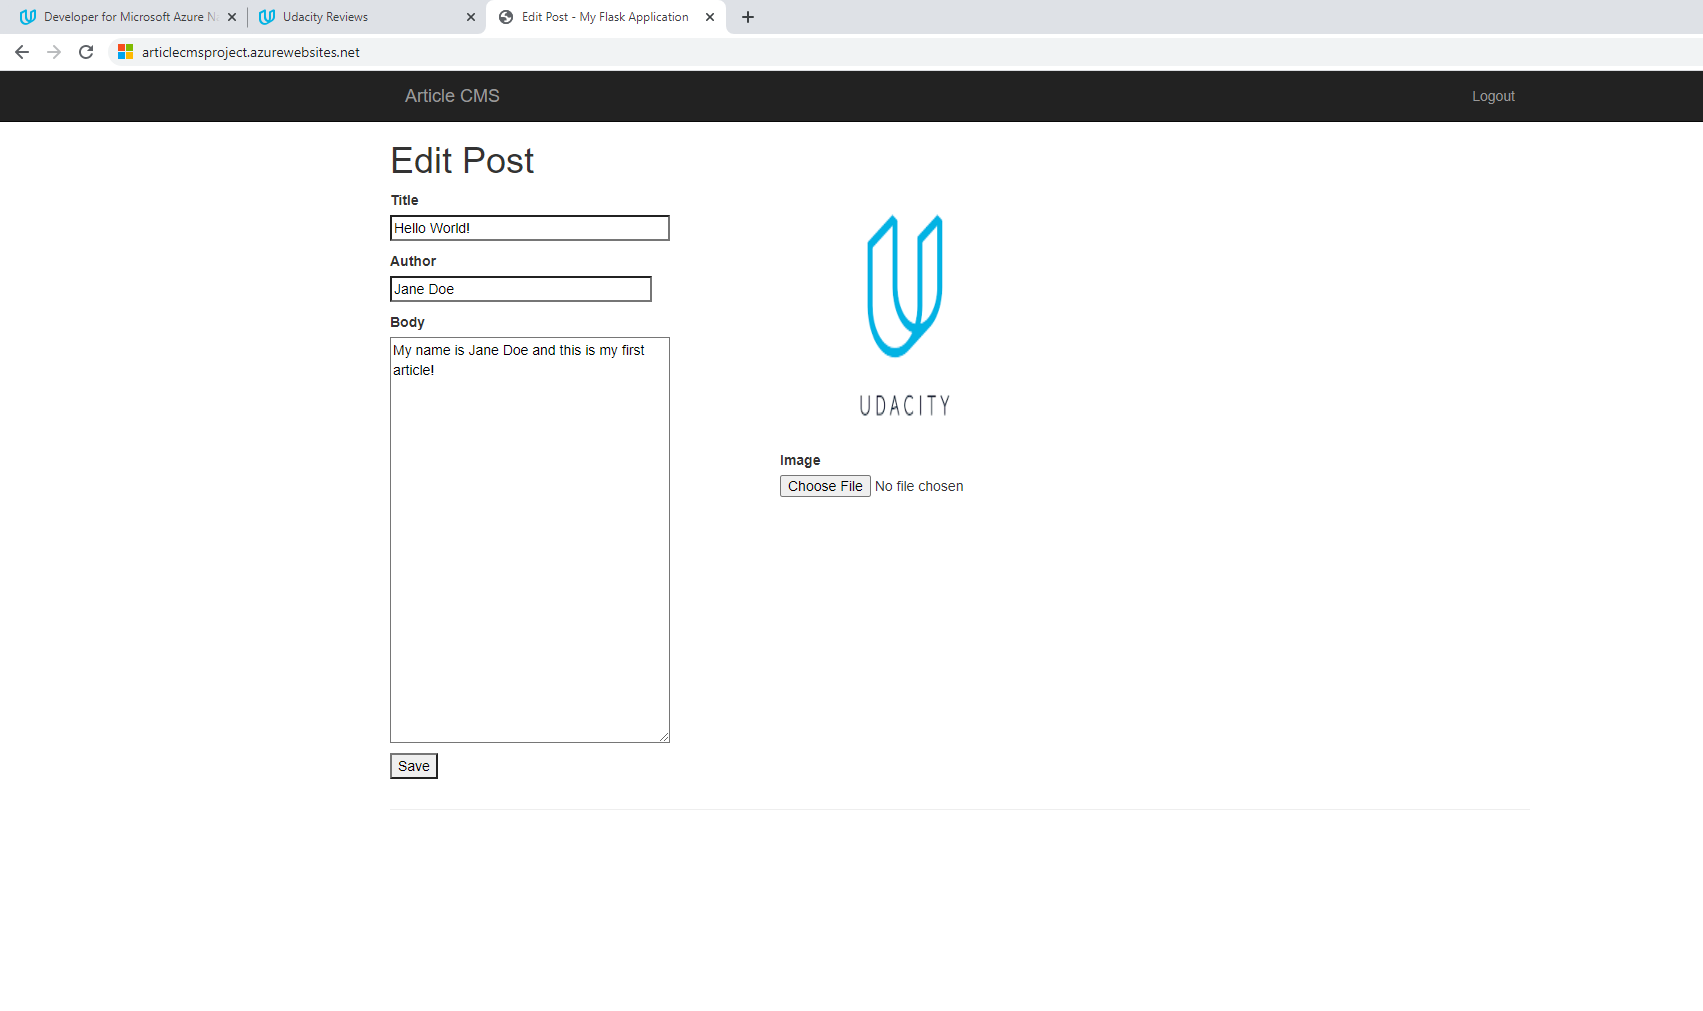 Developer for Microsoft Azure Na
Udacity Reviews
Edit Post - My Flask Application
articlecmsproject.azurewebsites.net
Article CMS
Logout
Edit Post
Title
Hello World!
Author
Jane Doe
Body
My name is Jane Doe and this is my first
article!
UDACITY
Image
Choose File No file chosen
Save